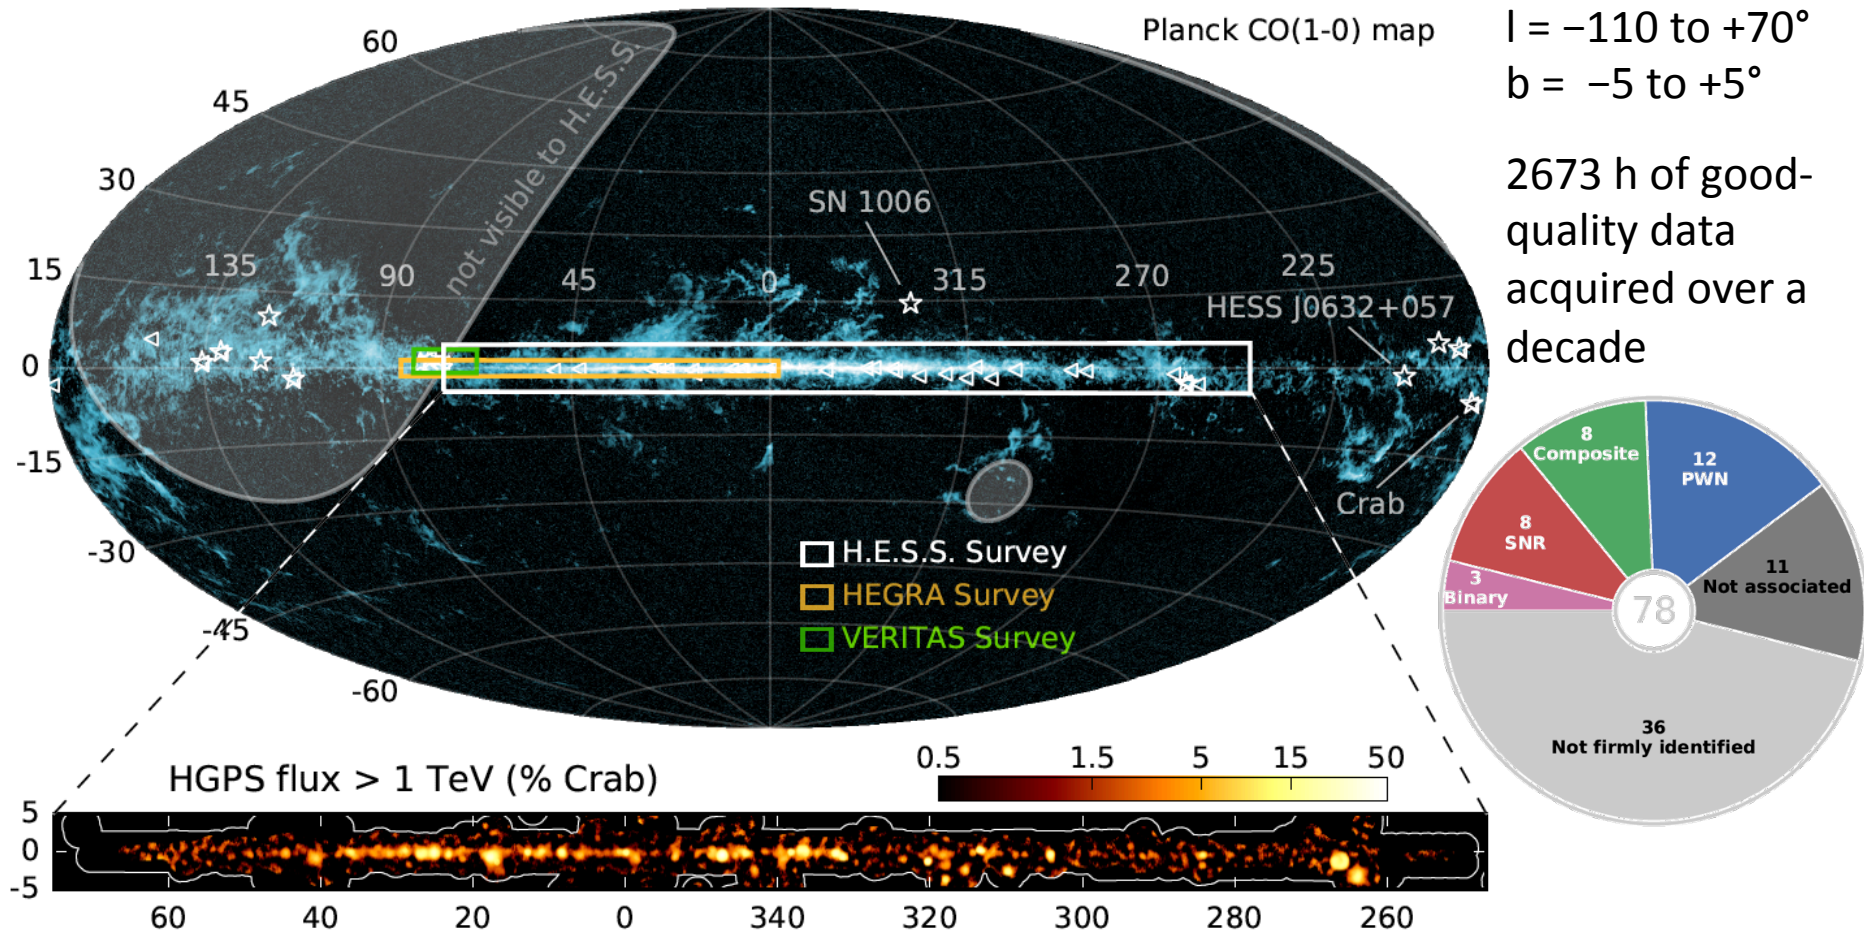 Planck CO(1-0) map
60
45
30
15
0
-15
-30
-45
-60
not visible to H.E.S.S.
135
90
45
0
315
270
225
SN 1006
HESS J0632+057
Crab
H.E.S.S. Survey
HEGRA Survey
VERITAS Survey
l = −110 to +70°
b = −5 to +5°
2673 h of good-
quality data
acquired over a
decade
8
Composite
12
PWN
8
SNR
11
Not associated
3
Binary
78
36
Not firmly identified
HGPS flux > 1 TeV (% Crab)
0.5 1.5 5 15 50
5
0
-5
60 40 20 0 340 320 300 280 260